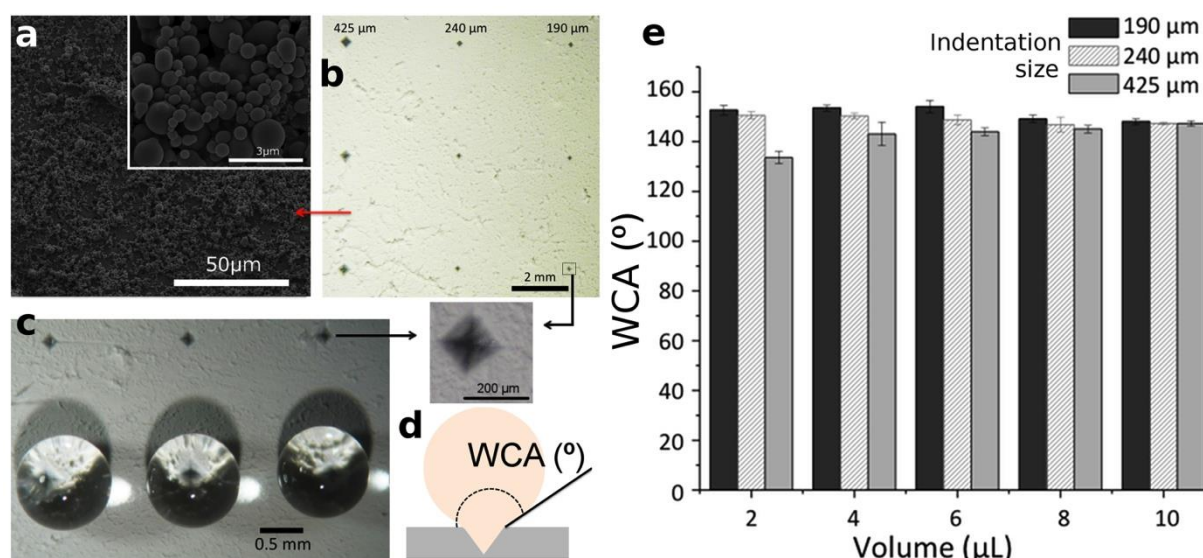 a
3µm
50µm
425 µm 240 µm 190 µm
b
2 mm
c
200 µm
0.5 mm
d
WCA (º)
e
Indentation
size
190 µm
240 µm
425 µm
WCA (º)
160
140
120
100
80
60
40
20
0
2 4 6 8 10
Volume (µL)